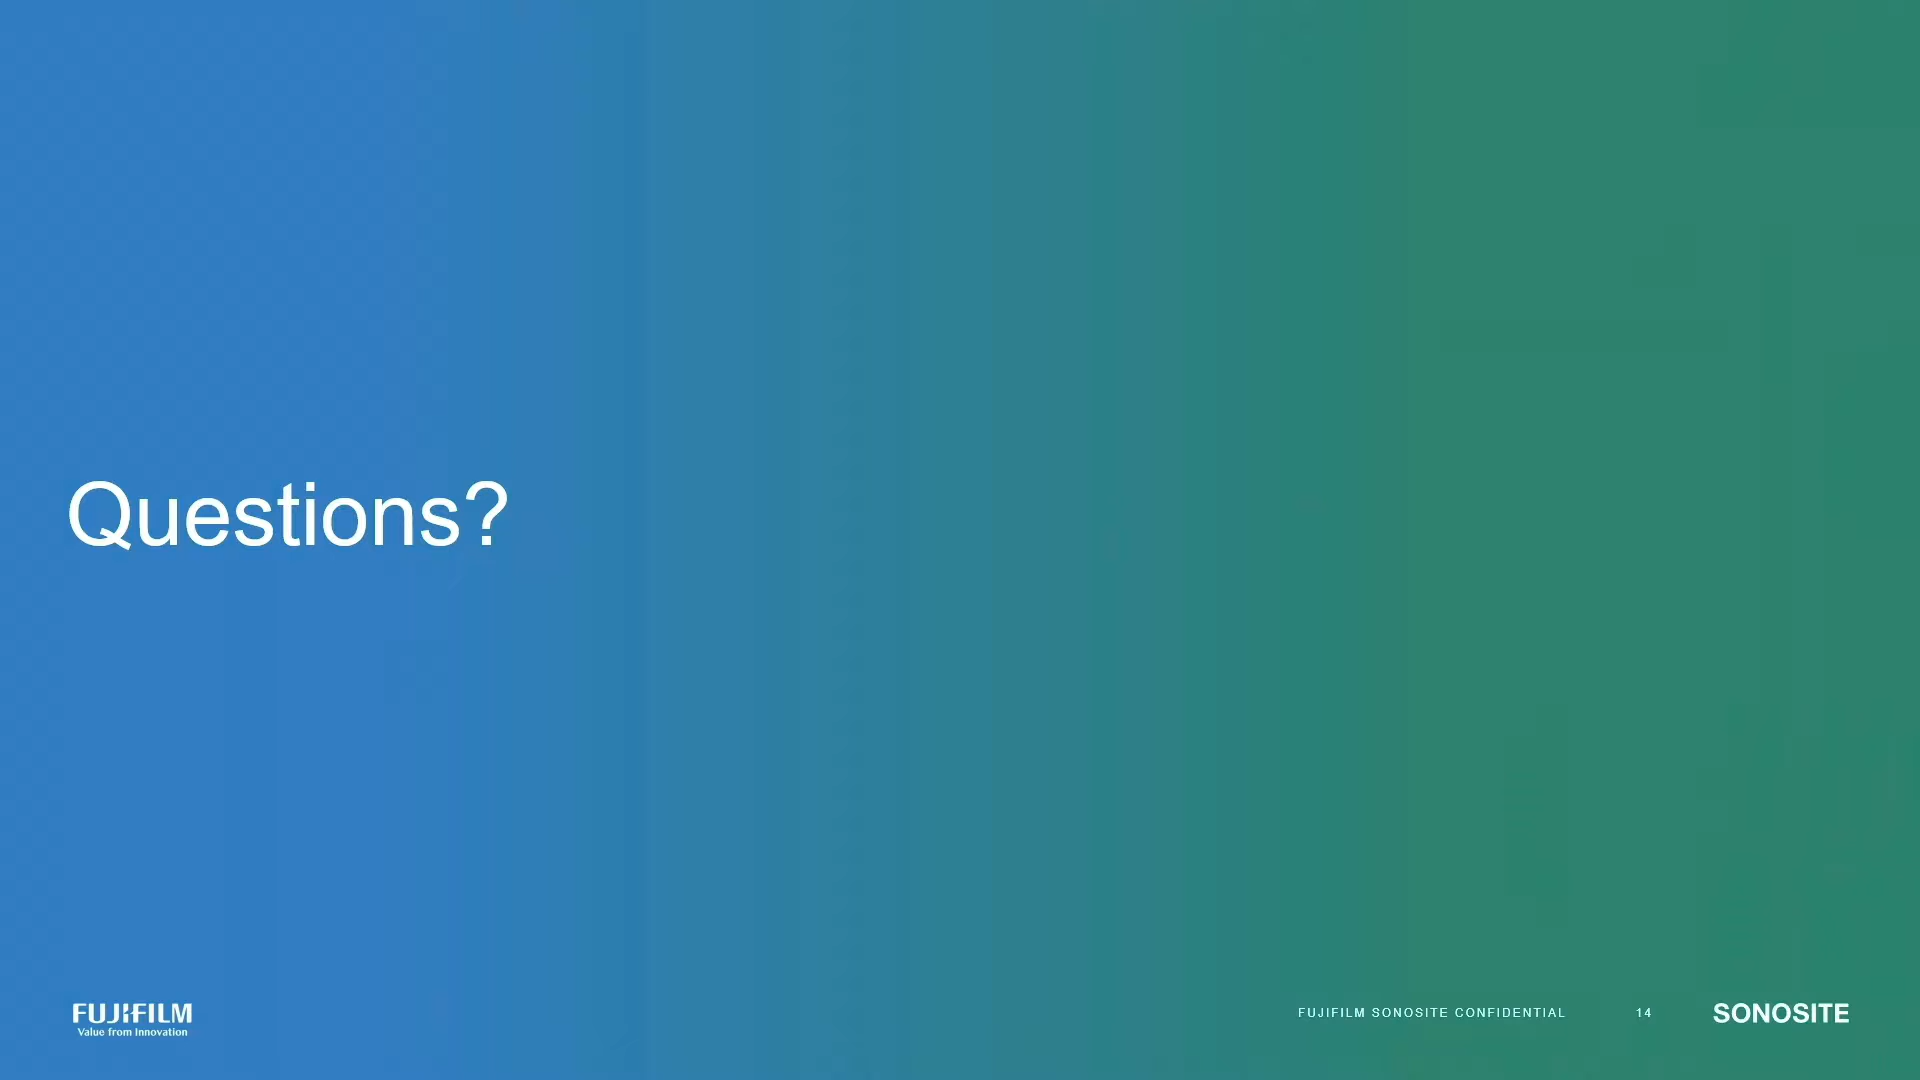 Questions?
FUJIFILM
Value from Innovation
FUJIFILM SONOSITE CONFIDENTIAL
14
SONOSITE